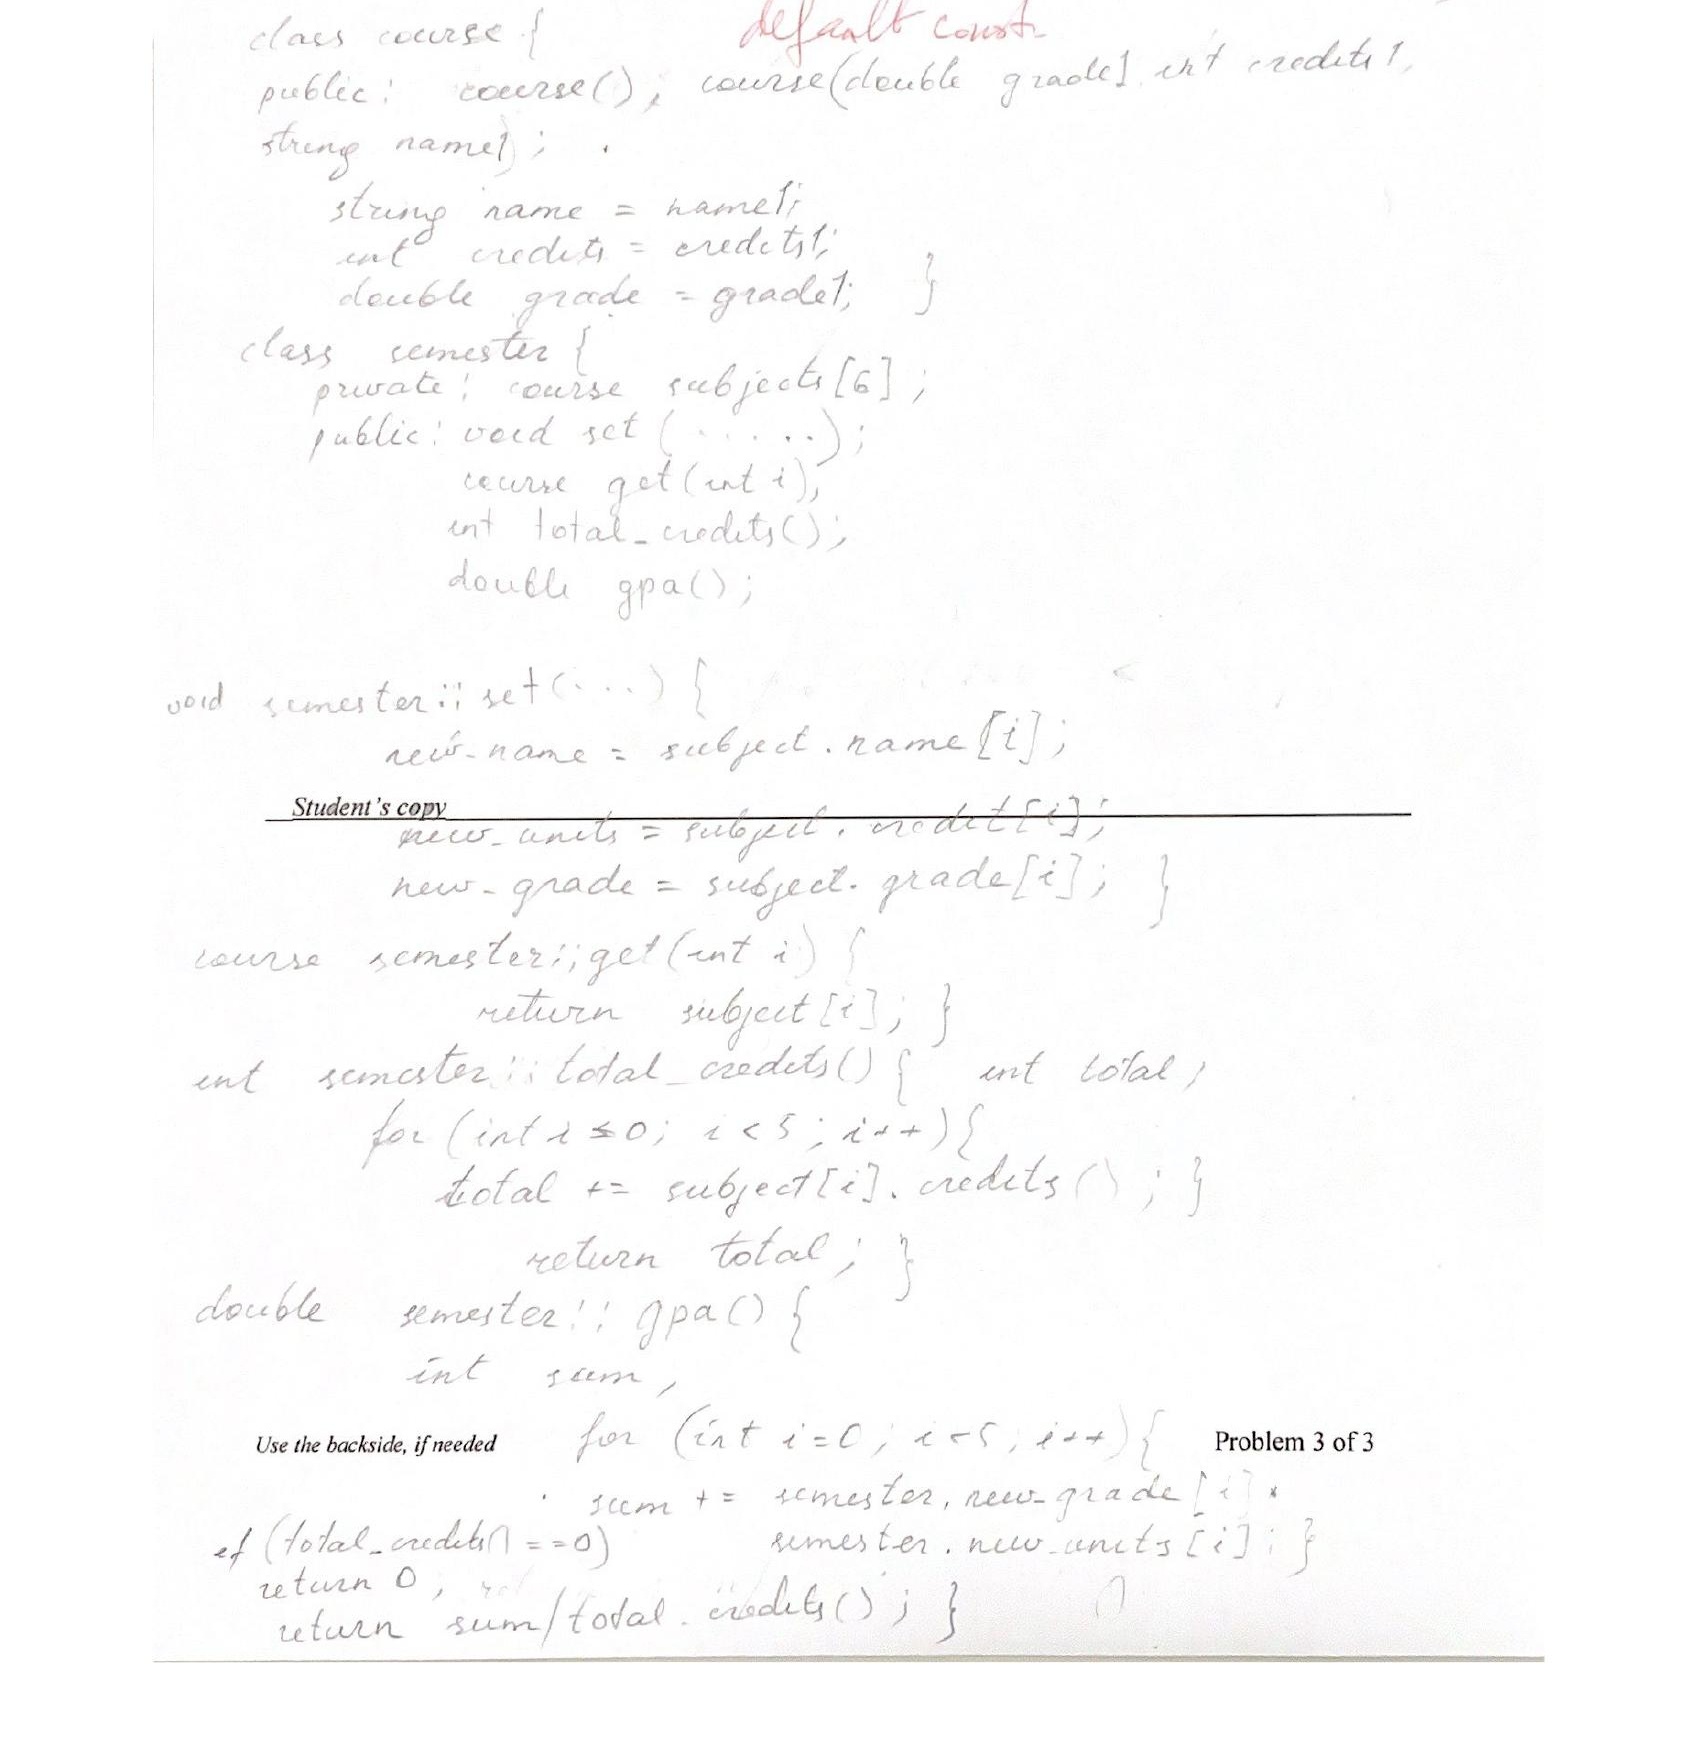 class course {
default const.
public: course(); course(double grade1, int credits1,
string name1);
string name = name1;
int credits = credits1;
double grade = grade1; }
class semester {
private: course subjects[6];
public: void set (.....);
course get(int i);
int total_credits();
double gpa();
void semester:: set(...) {
new_name = subject.name[i];
Student's copy
new_units = subject.credit[i];
new_grade = subject.grade[i]; }
course semester::get(int i) {
return subject[i]; }
int semester::total_credits() { int total;
for (int i = 0; i < 5; i++){
total += subject[i].credits(); }
return total; }
double semester:: gpa() {
int sum,
Use the backside, if needed for (int i=0; i<5; i++){ Problem 3 of 3
sum += semester.new_grade[i] *
if (total_credits() ==0) semester.new_units[i]; }
return 0;
return sum/total_credits(); }